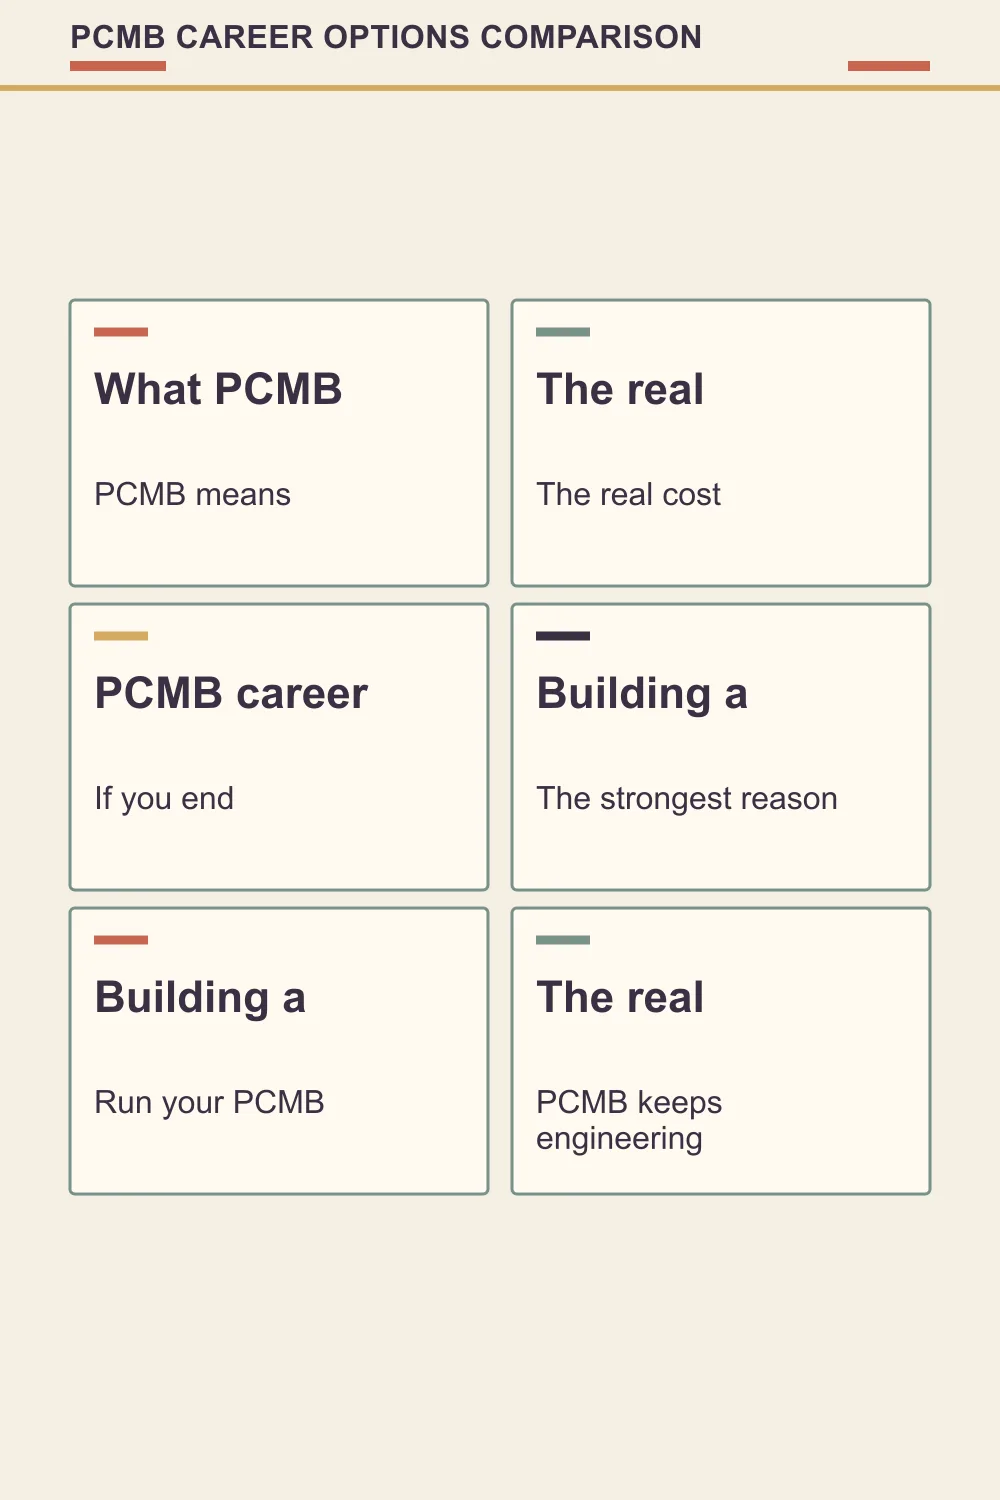 PCMB CAREER OPTIONS COMPARISON
What PCMB
PCMB means
The real
The real cost
PCMB career
If you end
Building a
The strongest reason
Building a
Run your PCMB
The real
PCMB keeps
engineering